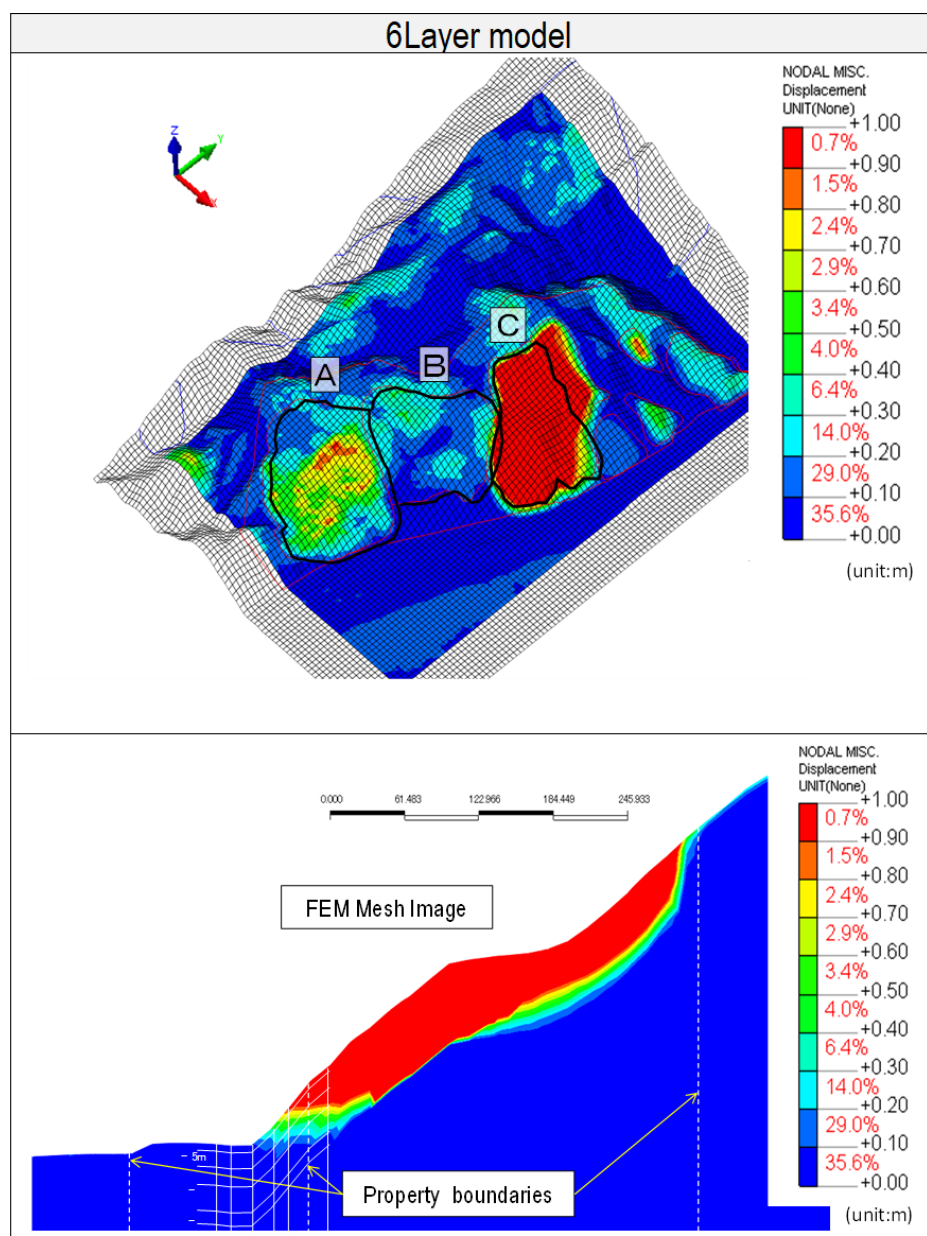 6Layer model
NODAL MISC.
Displacement
UNIT(None)
+1.00
0.7%
+0.90
1.5%
+0.80
2.4%
+0.70
2.9%
+0.60
3.4%
+0.50
4.0%
+0.40
6.4%
+0.30
14.0%
+0.20
29.0%
+0.10
35.6%
+0.00
(unit:m)
Z
Y
X
A
B
C
NODAL MISC.
Displacement
UNIT(None)
+1.00
0.7%
+0.90
1.5%
+0.80
2.4%
+0.70
2.9%
+0.60
3.4%
+0.50
4.0%
+0.40
6.4%
+0.30
14.0%
+0.20
29.0%
+0.10
35.6%
+0.00
(unit:m)
0.000 61.483 122.966 184.449 245.933
FEM Mesh Image
- 5m
Property boundaries